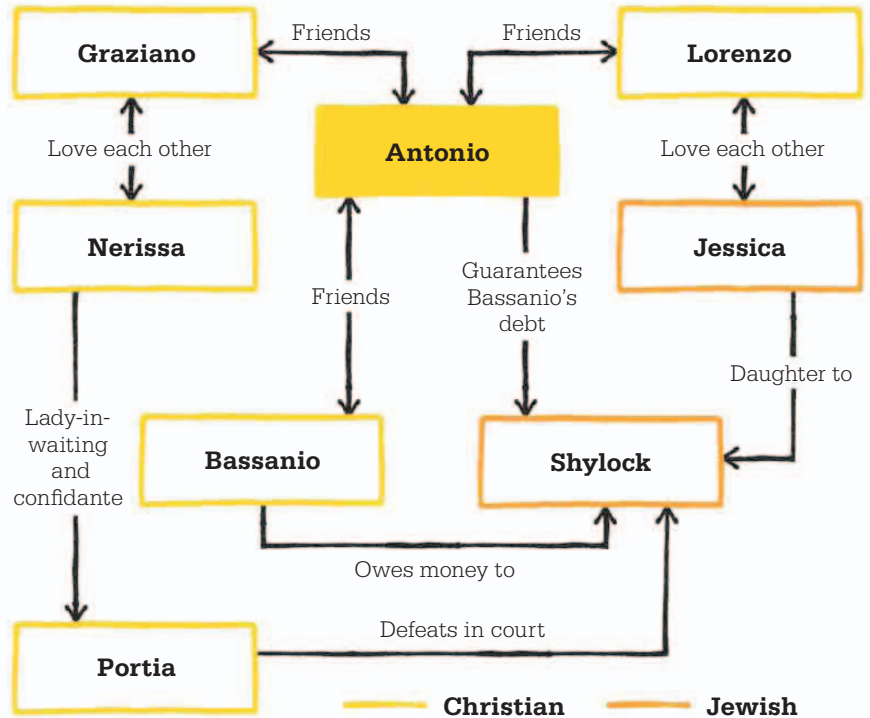 Friends
Friends
Graziano
Lorenzo
Antonio
Love each other
Love each other
Nerissa
Jessica
Guarantees
Bassanio’s
debt
Friends
Daughter to
Lady-in-
waiting
and
confidante
Bassanio
Shylock
Owes money to
Defeats in court
Portia
Christian
Jewish